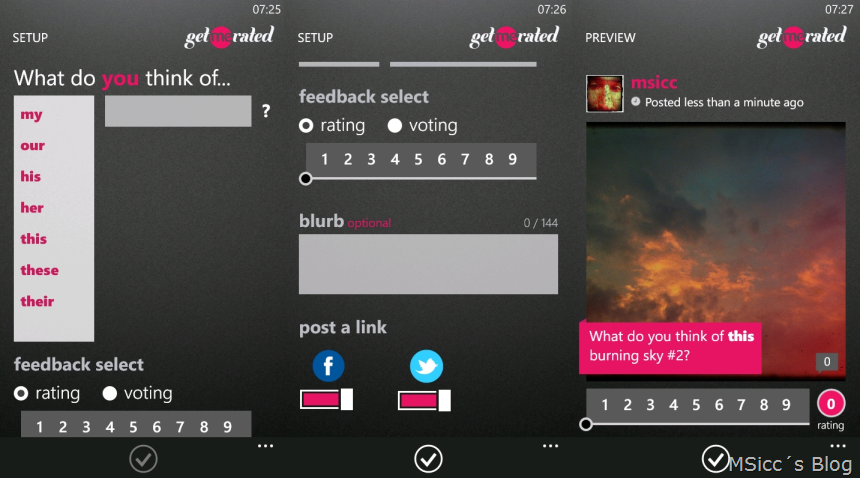 07:25
SETUP
get me rated
What do you think of...
my
our
his
her
this
these
their
?
feedback select
rating voting
1 2 3 4 5 6 7 8 9
07:26
SETUP
get me rated
feedback select
rating voting
1 2 3 4 5 6 7 8 9
blurb optional 0 / 144
post a link
07:27
PREVIEW
get me rated
msicc
Posted less than a minute ago
What do you think of this
burning sky #2?
0
1 2 3 4 5 6 7 8 9
0
rating
MSicc´s Blog